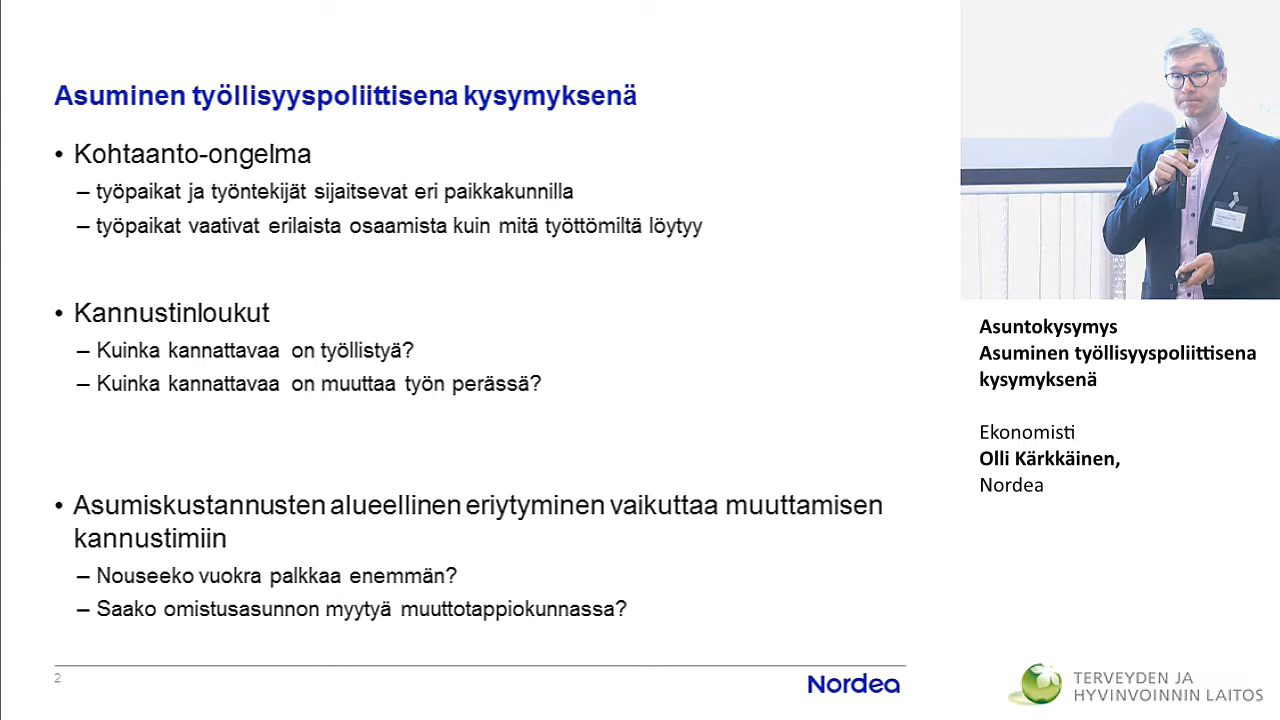 Asuminen työllisyyspoliittisena kysymyksenä
• Kohtaanto-ongelma
– työpaikat ja työntekijät sijaitsevat eri paikkakunnilla
– työpaikat vaativat erilaista osaamista kuin mitä työttömiltä löytyy
• Kannustinloukut
– Kuinka kannattavaa on työllistyä?
– Kuinka kannattavaa on muuttaa työn perässä?
• Asumiskustannusten alueellinen eriytyminen vaikuttaa muuttamisen
kannustimiin
– Nouseeko vuokra palkkaa enemmän?
– Saako omistusasunnon myytyä muuttotappiokunnassa?
2
Nordea
Asuntokysymys
Asuminen työllisyyspoliittisena
kysymyksenä
Ekonomisti
Olli Kärkkäinen,
Nordea
TERVEYDEN JA
HYVINVOINNIN LAITOS